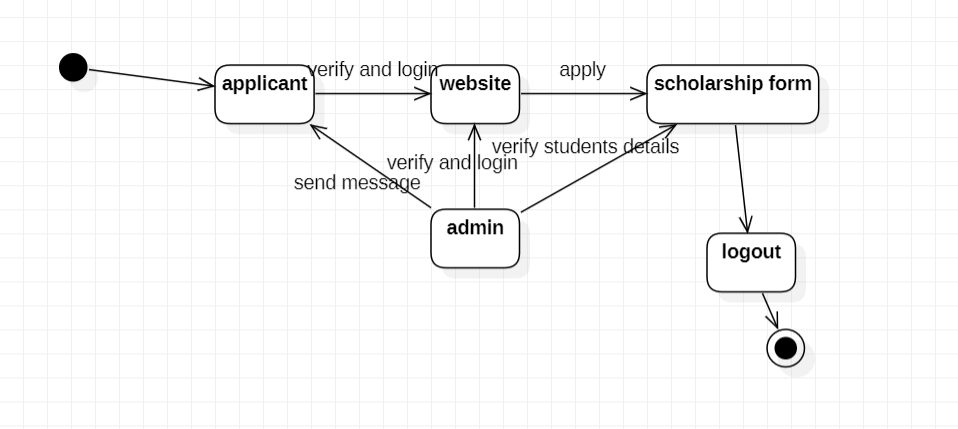 verify and login
apply
applicant
website
scholarship form
verify students details
verify and login
send message
admin
logout